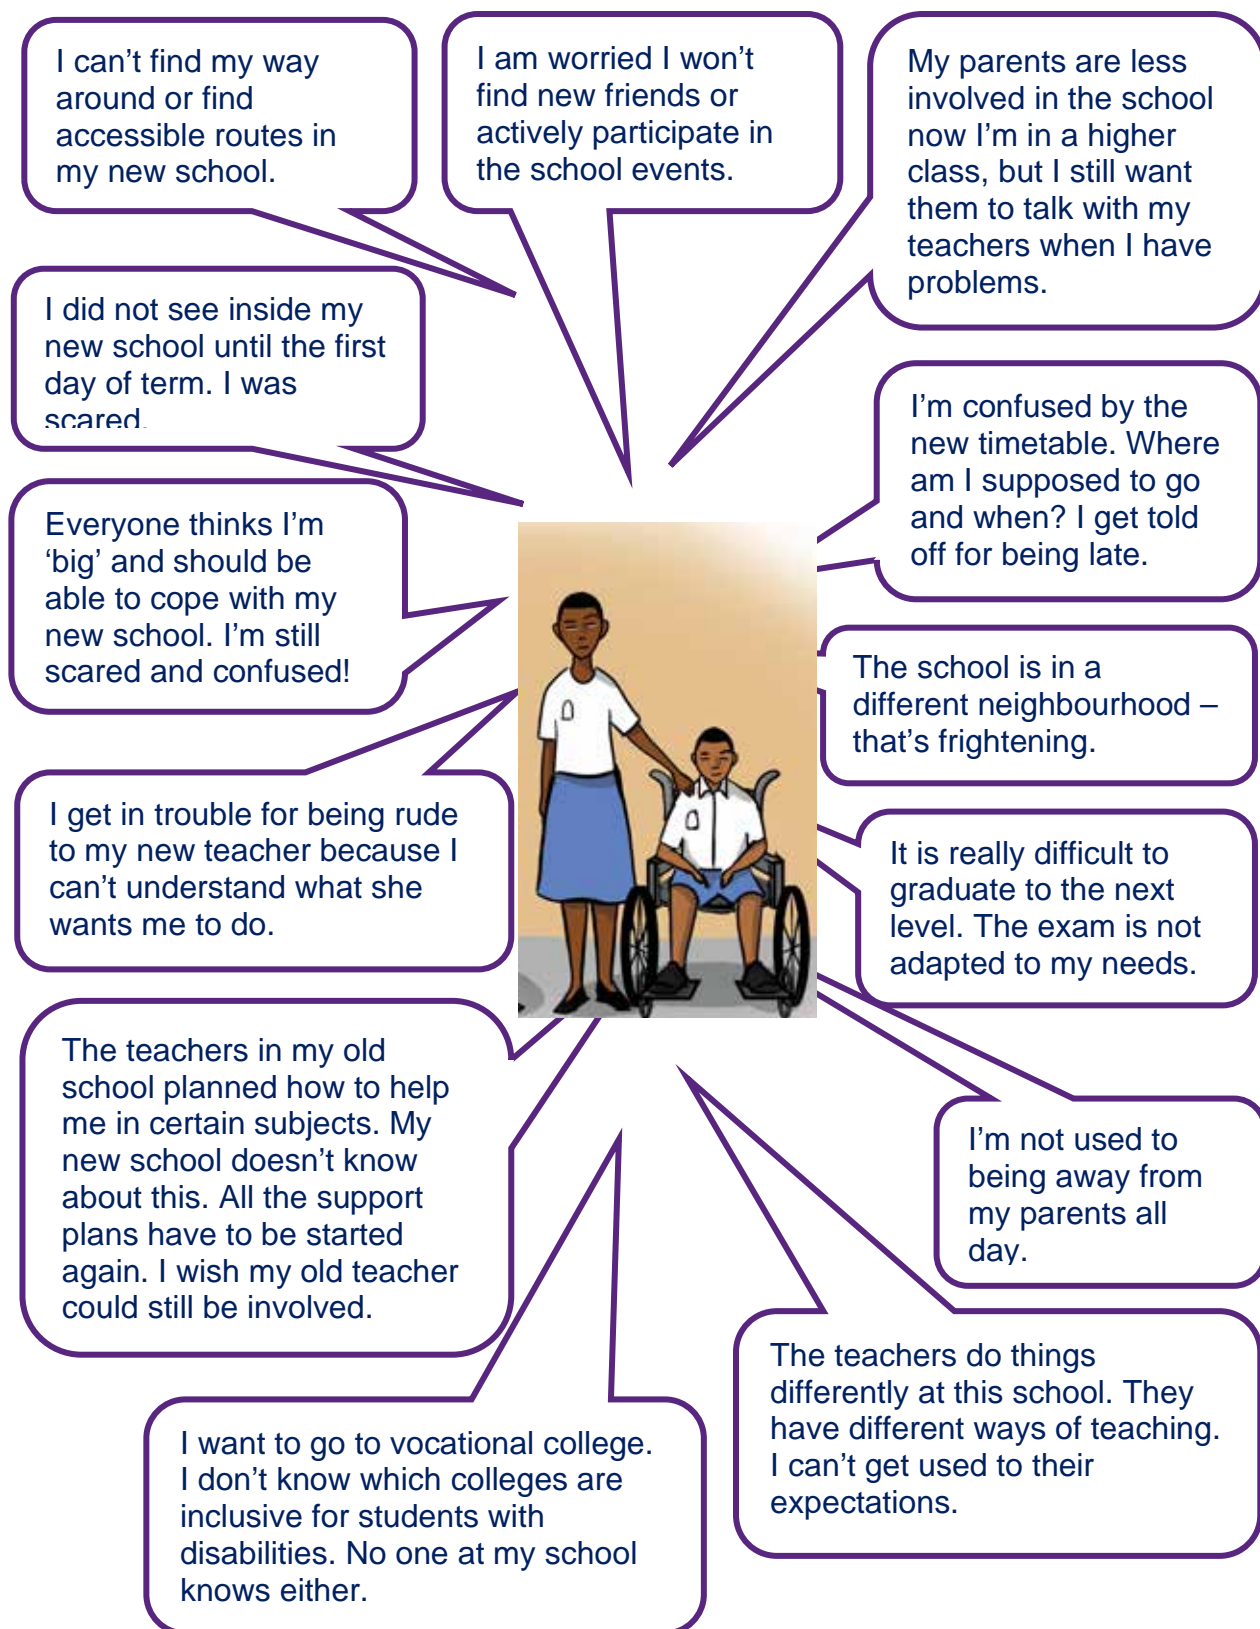 I can’t find my way
around or find
accessible routes in
my new school.
I am worried I won’t
find new friends or
actively participate in
the school events.
My parents are less
involved in the school
now I’m in a higher
class, but I still want
them to talk with my
teachers when I have
problems.
I did not see inside my
new school until the first
day of term. I was
scared.
I’m confused by the
new timetable. Where
am I supposed to go
and when? I get told
off for being late.
Everyone thinks I’m
‘big’ and should be
able to cope with my
new school. I’m still
scared and confused!
The school is in a
different neighbourhood –
that’s frightening.
I get in trouble for being rude
to my new teacher because I
can’t understand what she
wants me to do.
It is really difficult to
graduate to the next
level. The exam is not
adapted to my needs.
The teachers in my old
school planned how to help
me in certain subjects. My
new school doesn’t know
about this. All the support
plans have to be started
again. I wish my old teacher
could still be involved.
I’m not used to
being away from
my parents all
day.
The teachers do things
differently at this school. They
have different ways of teaching.
I can’t get used to their
expectations.
I want to go to vocational college.
I don’t know which colleges are
inclusive for students with
disabilities. No one at my school
knows either.